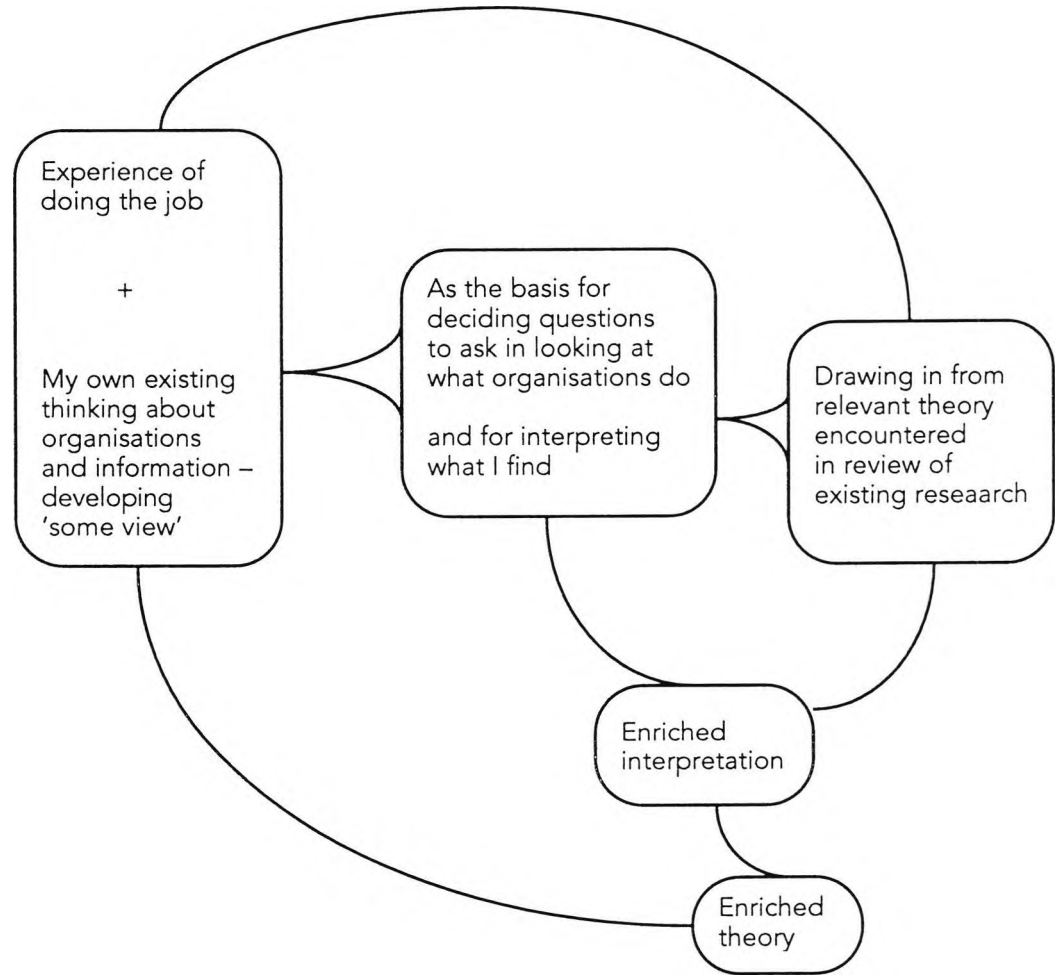 Experience of
doing the job
+
My own existing
thinking about
organisations
and information –
developing
'some view'
As the basis for
deciding questions
to ask in looking at
what organisations do
and for interpreting
what I find
Drawing in from
relevant theory
encountered
in review of
existing reseaarch
Enriched
interpretation
Enriched
theory